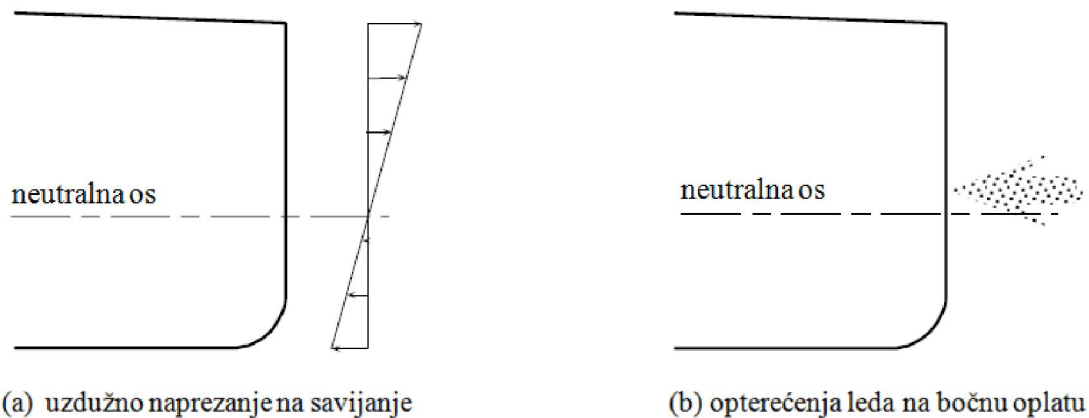 neutralna os
neutralna os
(a) uzdužno naprezanje na savijanje
(b) opterećenja leda na bočnu oplatu